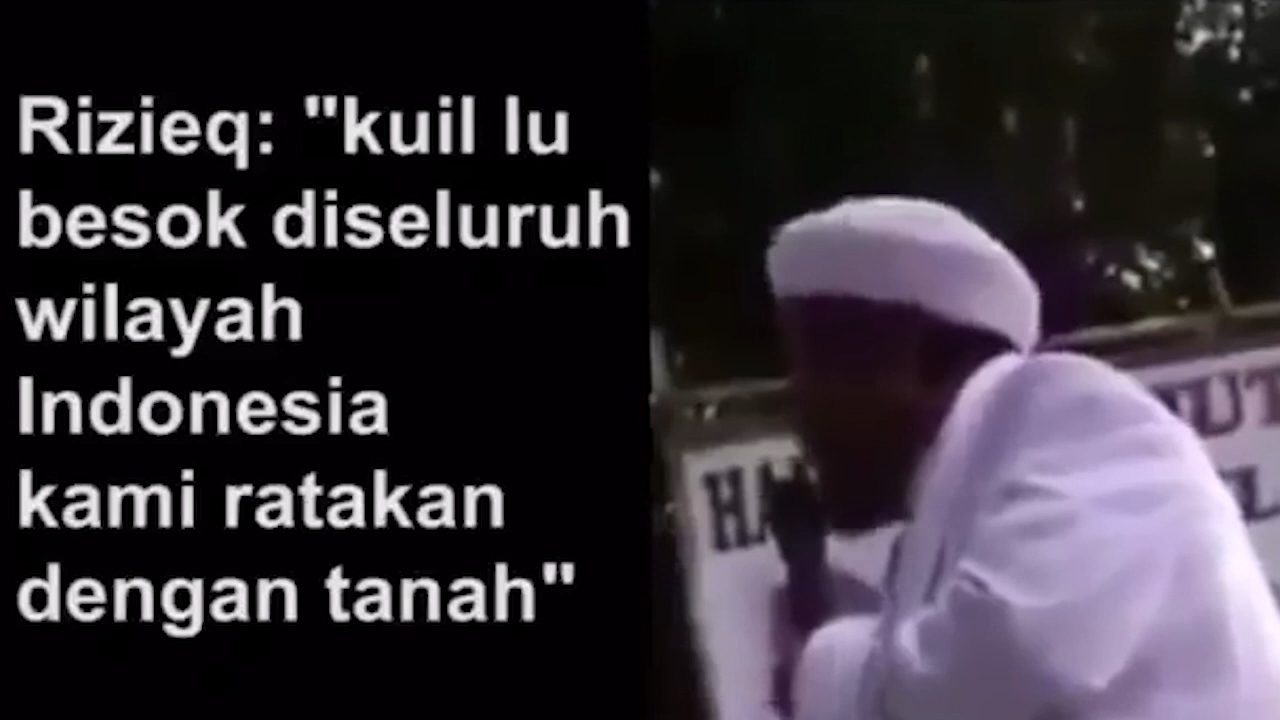 Rizieq: "kuil lu
besok diseluruh
wilayah
Indonesia
kami ratakan
dengan tanah"